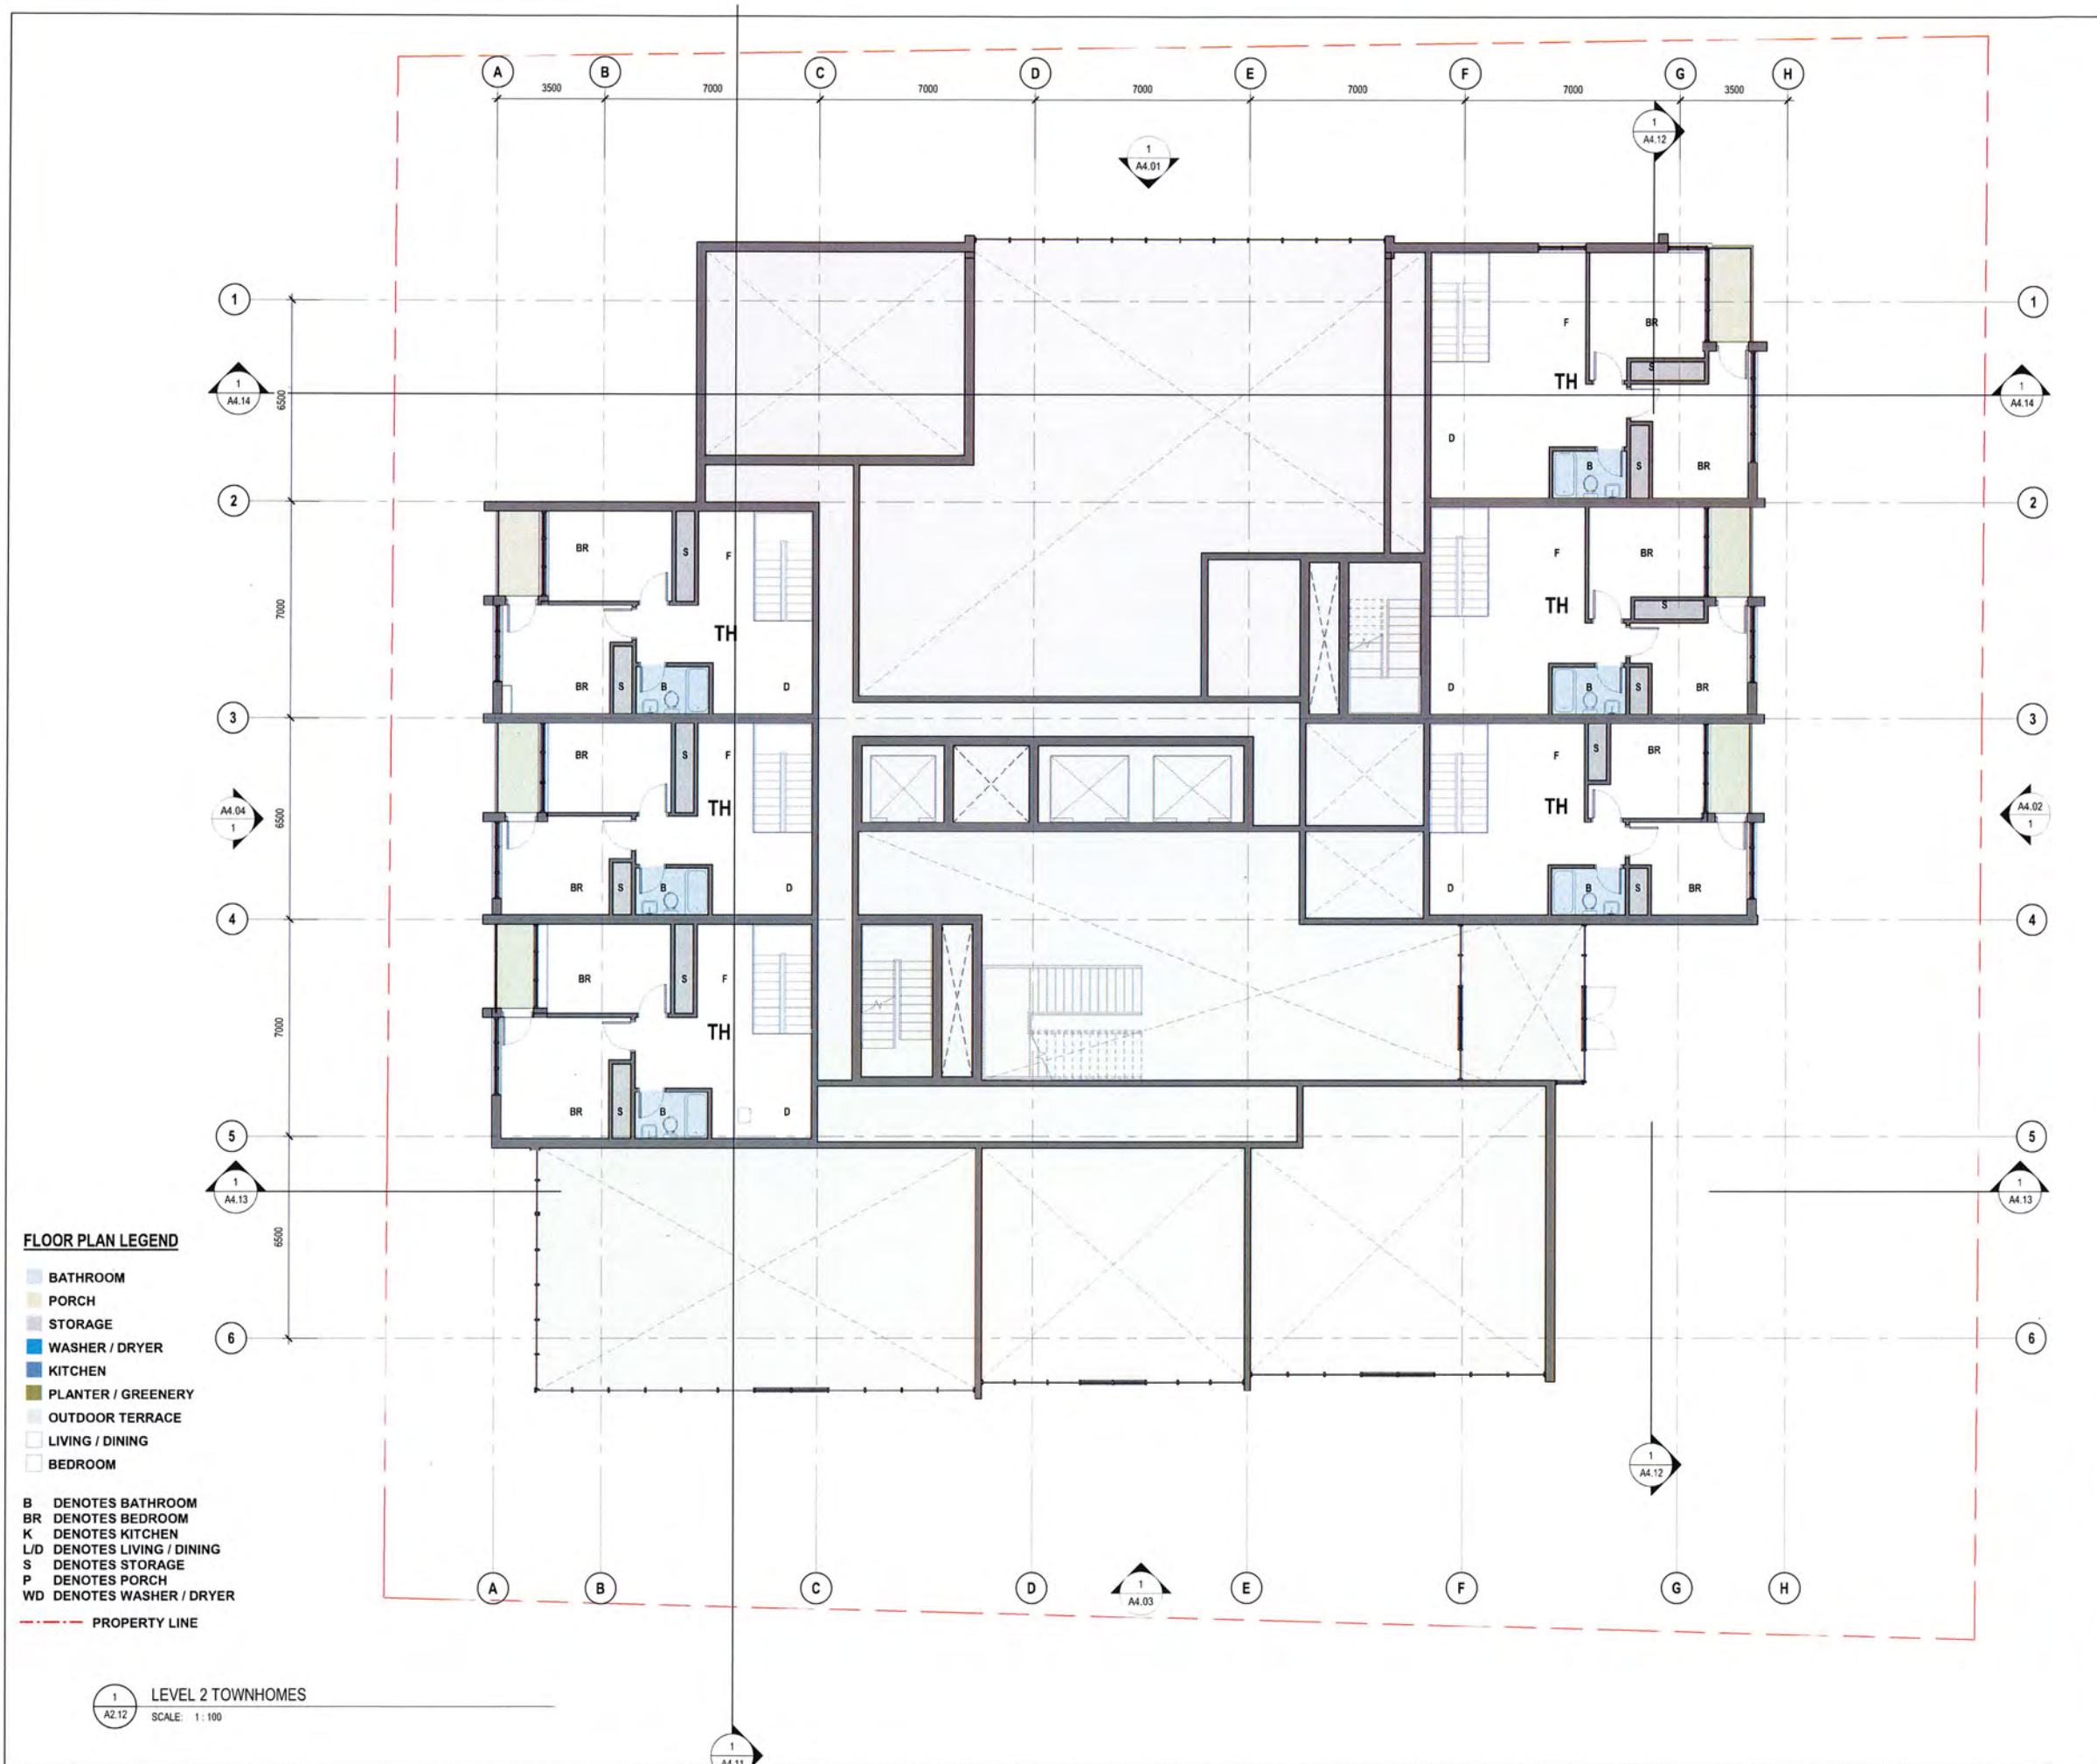 A B C D E F G H
3500 7000 7000 7000 7000 7000 3500
1
A4.12
1
A4.01
1 1
F BR
S
TH
1
A4.14
6500
1
A4.14
D B S BR
2 2
BR S F
F BR
7000
TH
TH S
BR S B D
D B S BR
3 3
BR S F
F S BR
A4.04
1
6500
TH
TH
A4.02
1
BR S B D
D B S BR
4 4
BR S F
7000
TH
BR S B D
5 5
1
A4.13
1
A4.13
6500
6 6
FLOOR PLAN LEGEND
BATHROOM
PORCH
STORAGE
WASHER / DRYER
KITCHEN
PLANTER / GREENERY
OUTDOOR TERRACE
LIVING / DINING
BEDROOM
1
A4.12
B DENOTES BATHROOM
BR DENOTES BEDROOM
K DENOTES KITCHEN
L/D DENOTES LIVING / DINING
S DENOTES STORAGE
P DENOTES PORCH
WD DENOTES WASHER / DRYER
PROPERTY LINE
A B C D E F G H
1
A4.03
1
A2.12
LEVEL 2 TOWNHOMES
SCALE: 1 : 100
1
A4.11